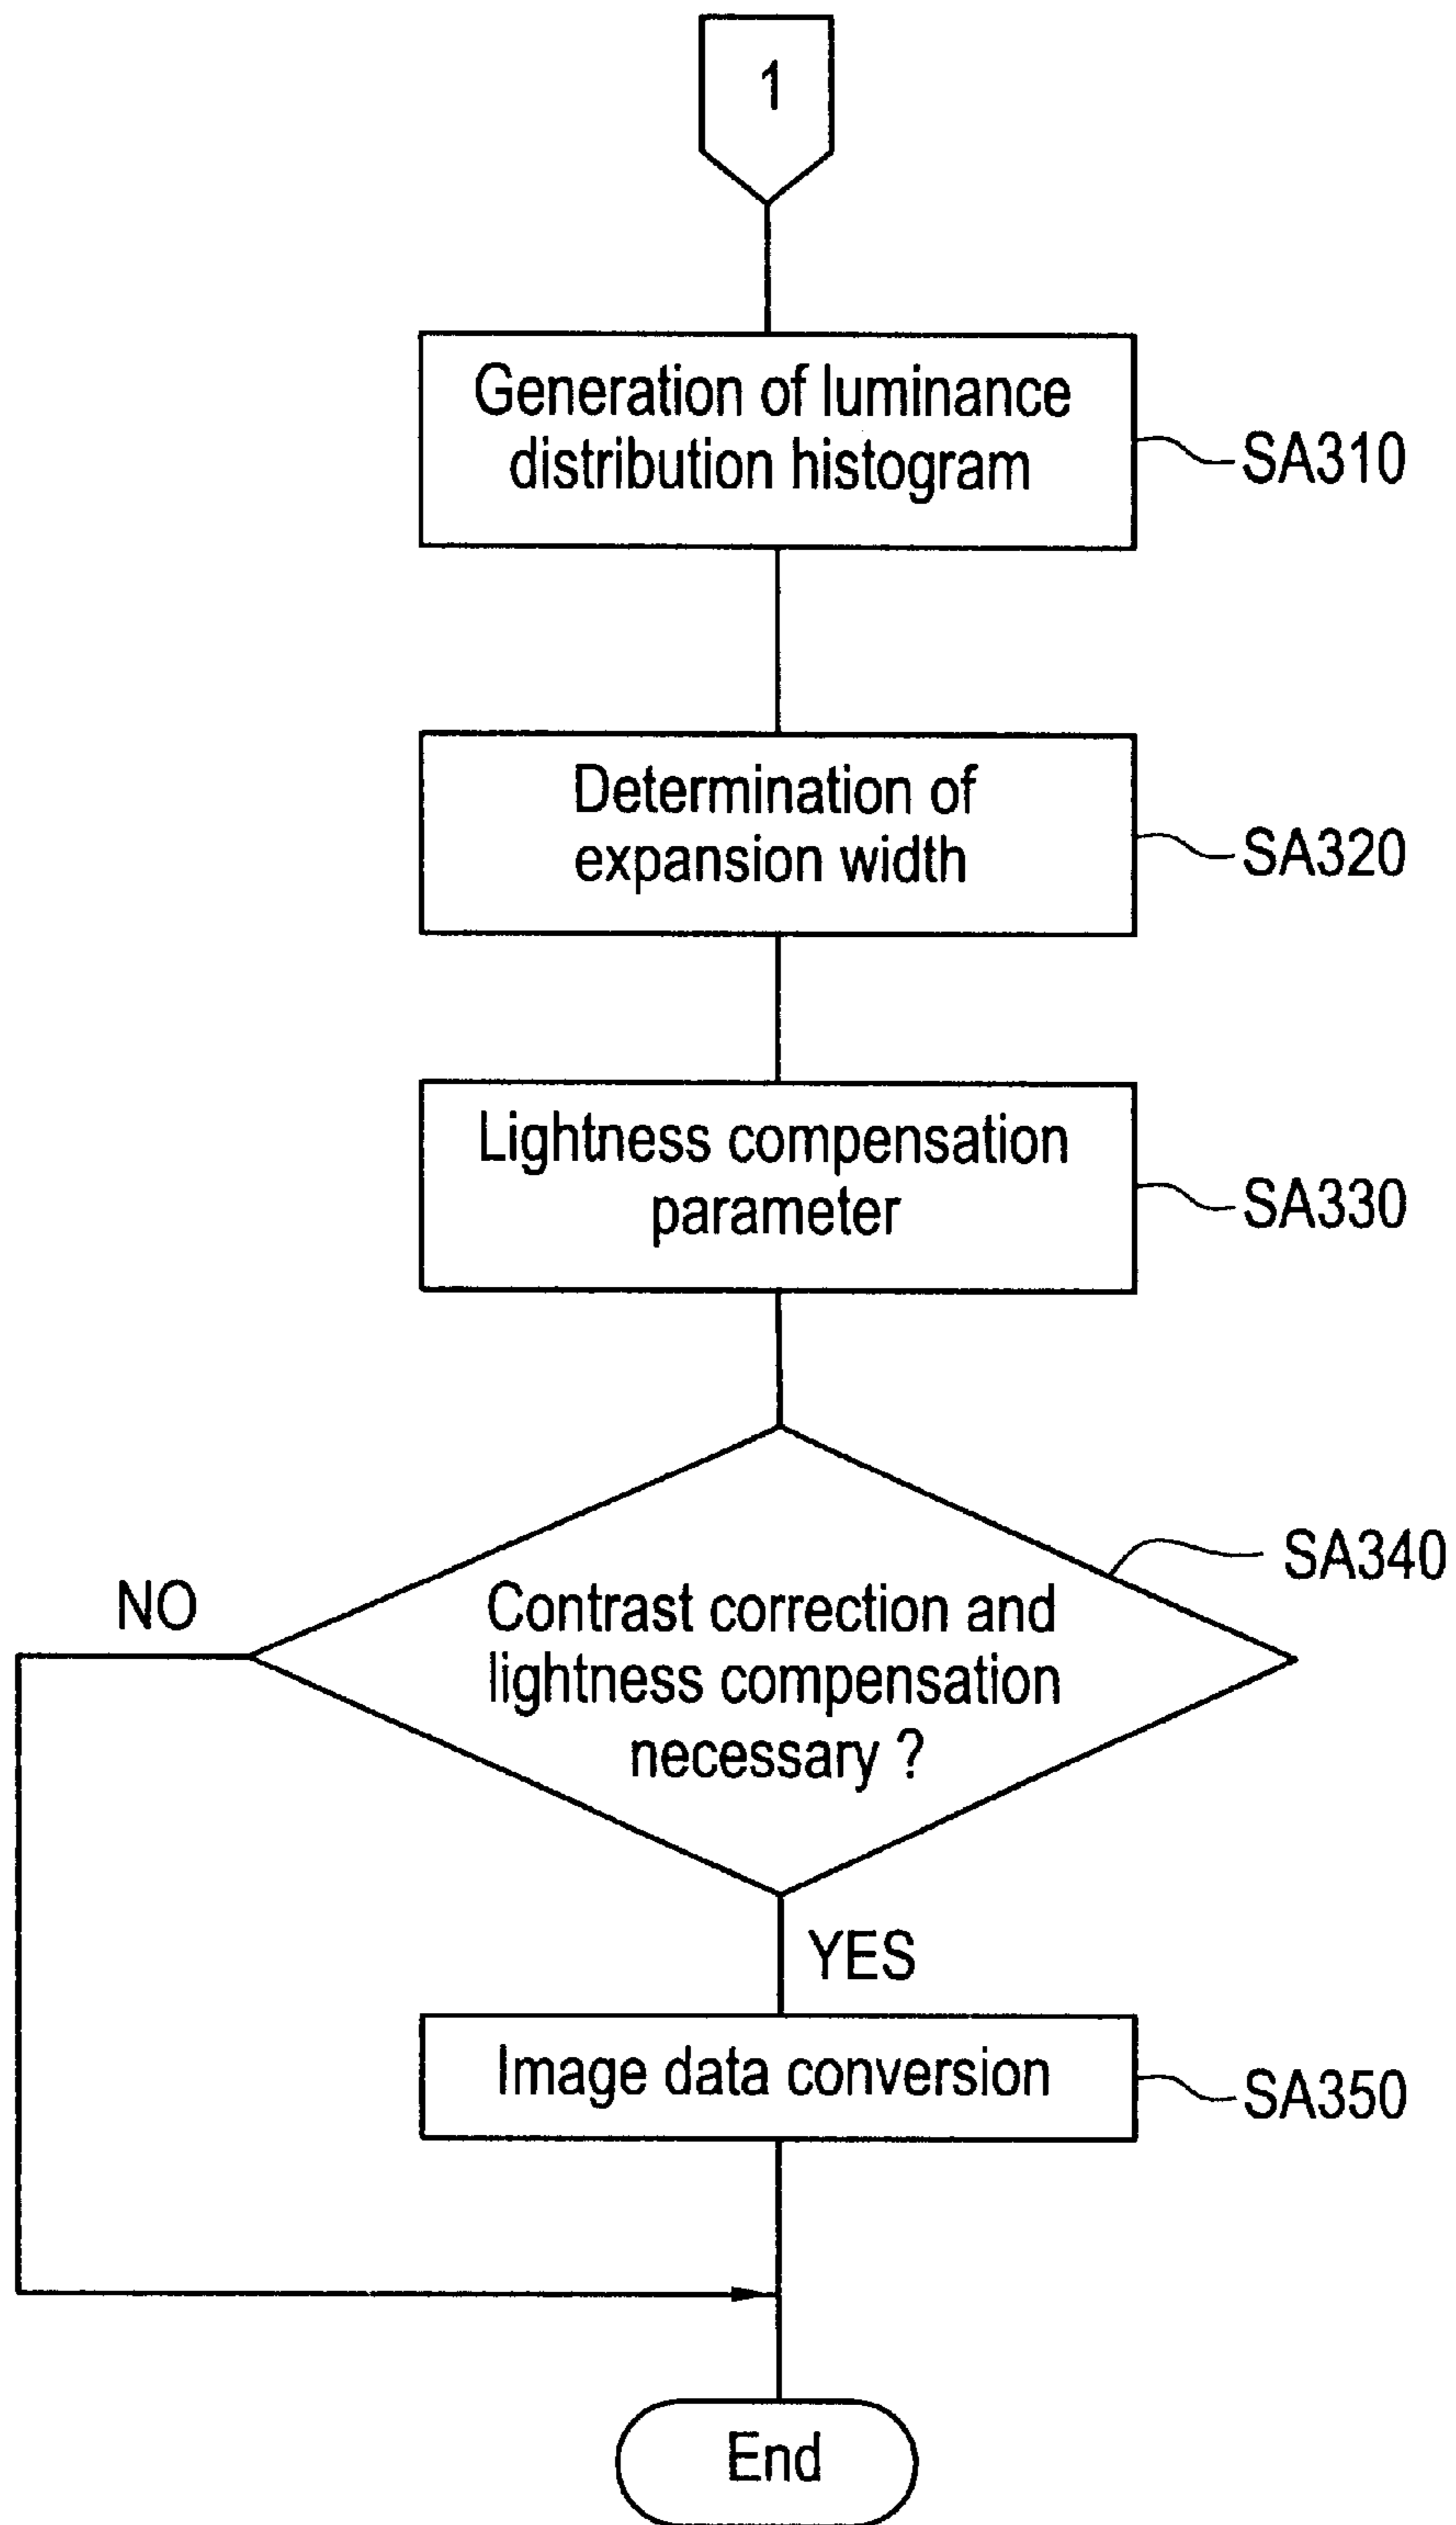 1
Generation of luminance
distribution histogram
SA310
Determination of
expansion width
SA320
Lightness compensation
parameter
SA330
SA340
NO
Contrast correction and
lightness compensation
necessary ?
YES
Image data conversion
SA350
End